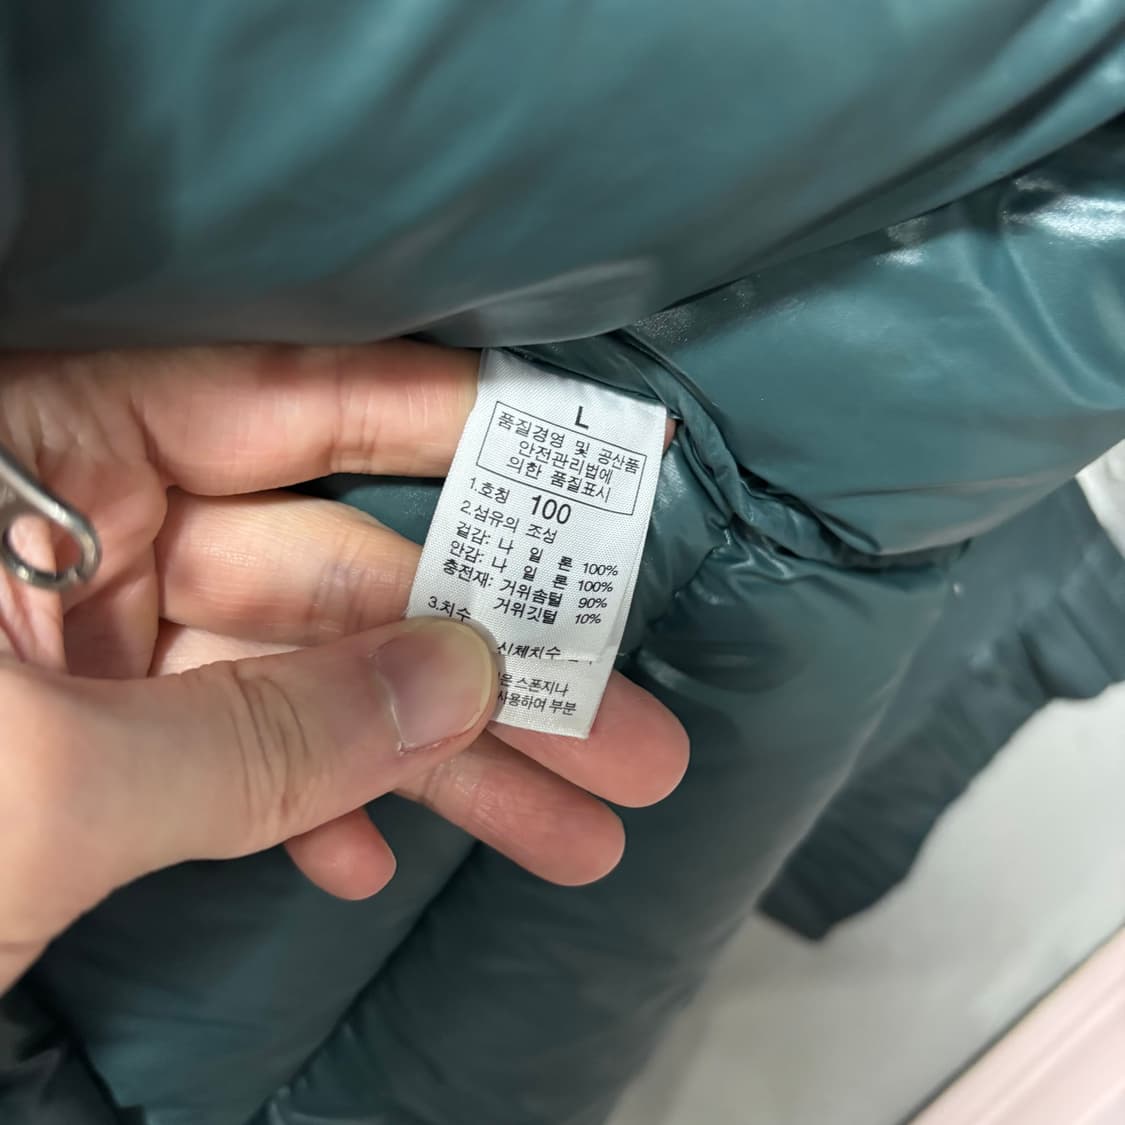 L
품질경영 및 공산품
안전관리법에
의한 품질표시
1.호칭 100
2.섬유의 조성
겉감: 나 일 론 100%
안감: 나 일 론 100%
충전재: 거위솜털 90%
거위깃털 10%
3.치수
신체치수
스폰지나
사용하여 부분